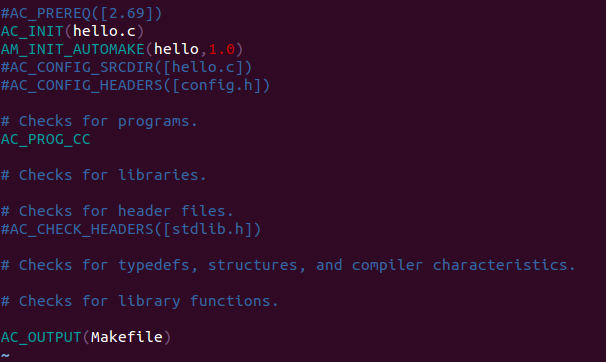 #AC_PREREQ([2.69])
AC_INIT(hello.c)
AM_INIT_AUTOMAKE(hello,1.0)
#AC_CONFIG_SRCDIR([hello.c])
#AC_CONFIG_HEADERS([config.h])
# Checks for programs.
AC_PROG_CC
# Checks for libraries.
# Checks for header files.
#AC_CHECK_HEADERS([stdlib.h])
# Checks for typedefs, structures, and compiler characteristics.
# Checks for library functions.
AC_OUTPUT(Makefile)
~